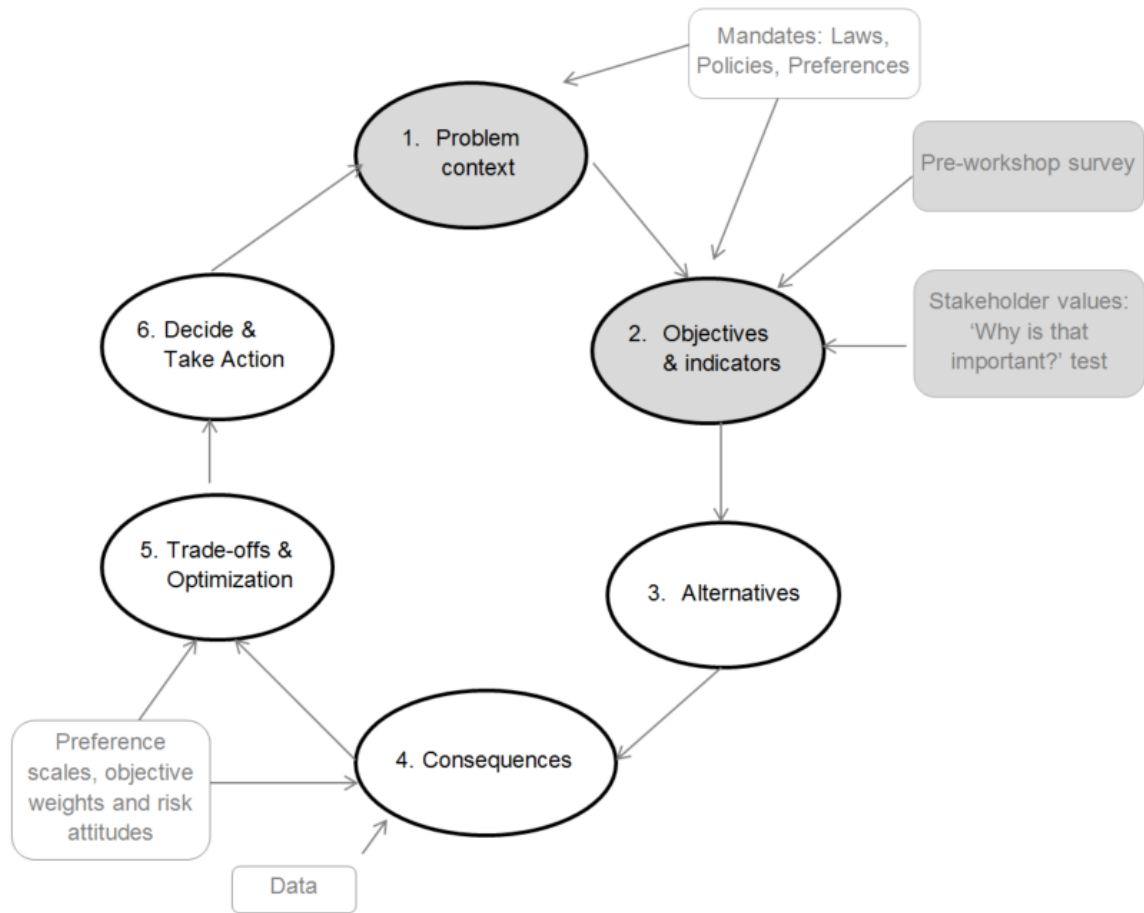 Mandates: Laws,
Policies, Preferences
1. Problem
context
Pre-workshop survey
Stakeholder values:
‘Why is that
important?’ test
2. Objectives
& indicators
6. Decide &
Take Action
5. Trade-offs &
Optimization
3. Alternatives
Preference
scales, objective
weights and risk
attitudes
4. Consequences
Data